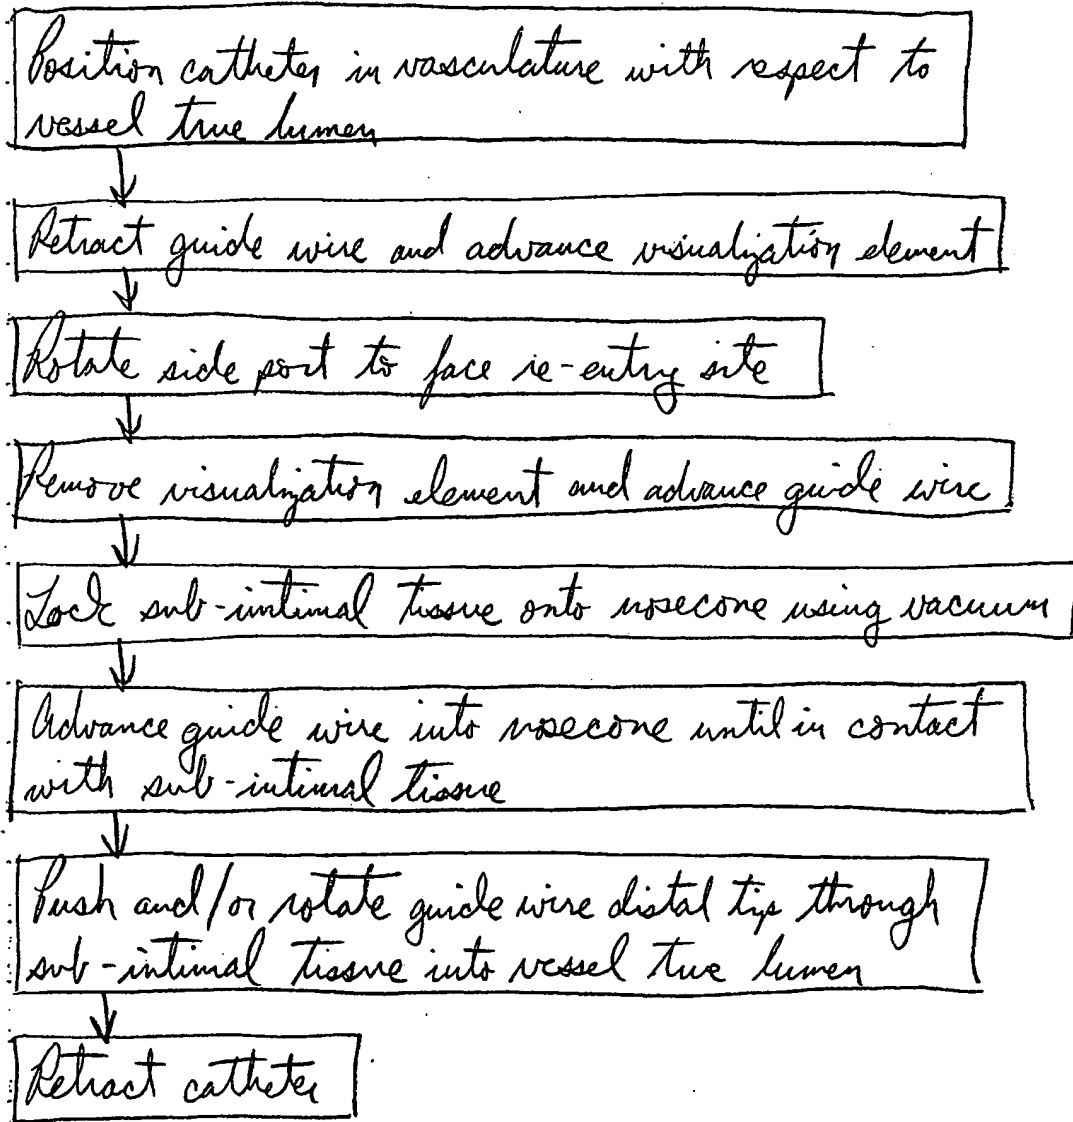 Position catheter in vasculature with respect to
vessel true lumen
Retract guide wire and advance visualization element
Rotate side port to face re-entry site
Remove visualization element and advance guide wire
Lock sub-intimal tissue onto nosecone using vacuum
Advance guide wire into nosecone until in contact
with sub-intimal tissue
Push and/or rotate guide wire distal tip through
sub-intimal tissue into vessel true lumen
Retract catheter